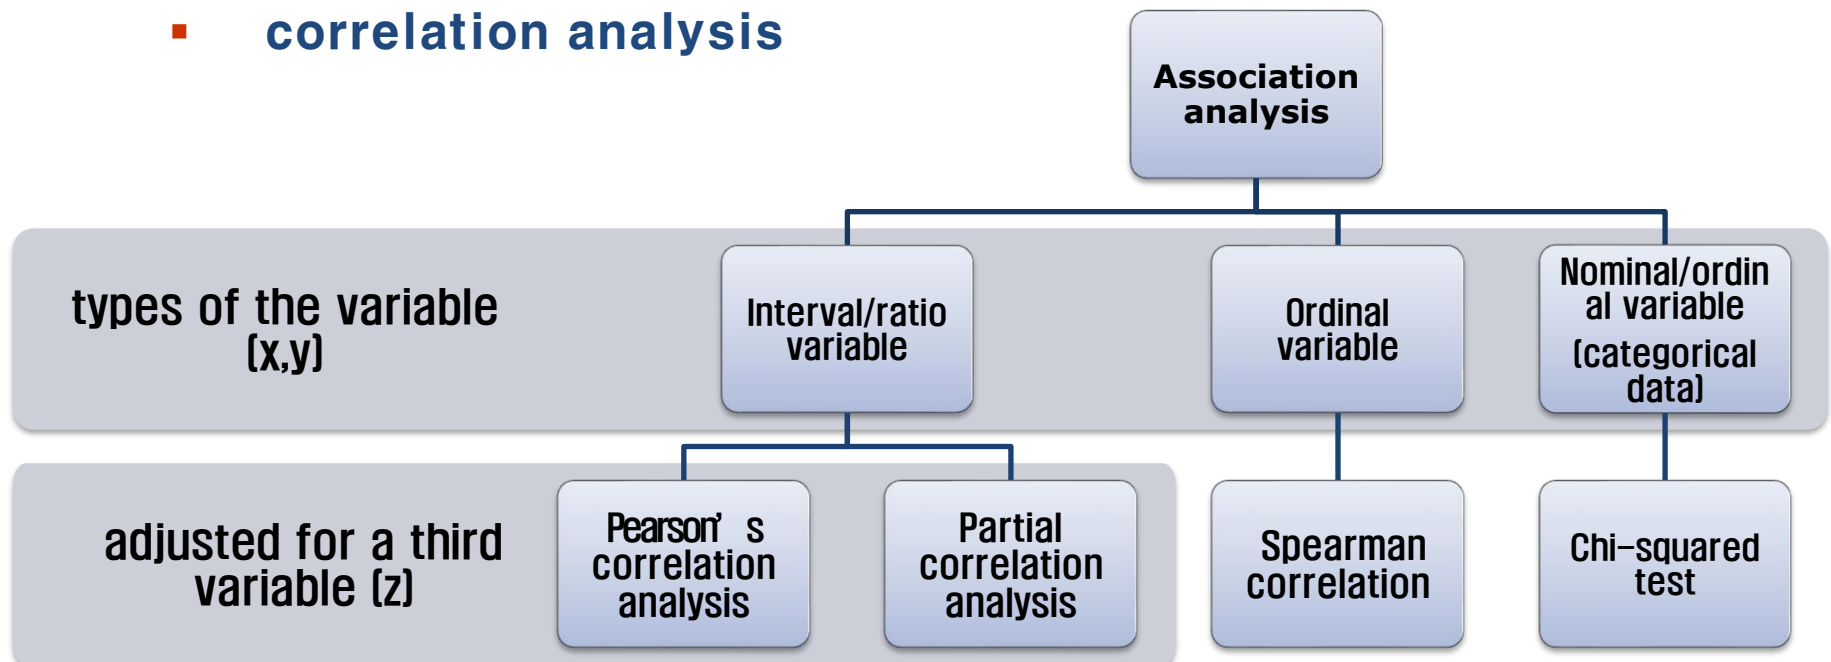 ▪ correlation analysis
Association
analysis
types of the variable
(x,y)
Interval/ratio
variable
Ordinal
variable
Nominal/ordin
al variable
(categorical
data)
adjusted for a third
variable (z)
Pearson’ s
correlation
analysis
Partial
correlation
analysis
Spearman
correlation
Chi-squared
test